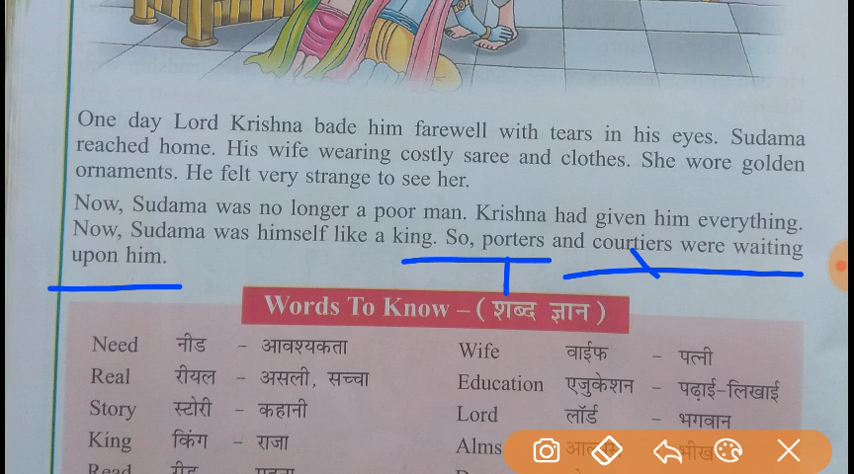 One day Lord Krishna bade him farewell with tears in his eyes. Sudama
reached home. His wife wearing costly saree and clothes. She wore golden
ornaments. He felt very strange to see her.
Now, Sudama was no longer a poor man. Krishna had given him everything.
Now, Sudama was himself like a king. So, porters and courtiers were waiting
upon him.
Words To Know – ( शब्द ज्ञान )
Need नीड – आवश्यकता
Wife वाईफ – पत्नी
Real रीयल – असली, सच्चा
Education एजुकेशन – पढ़ाई-लिखाई
Story स्टोरी – कहानी
Lord लॉर्ड – भगवान
King किंग – राजा
Alms
Read रीड